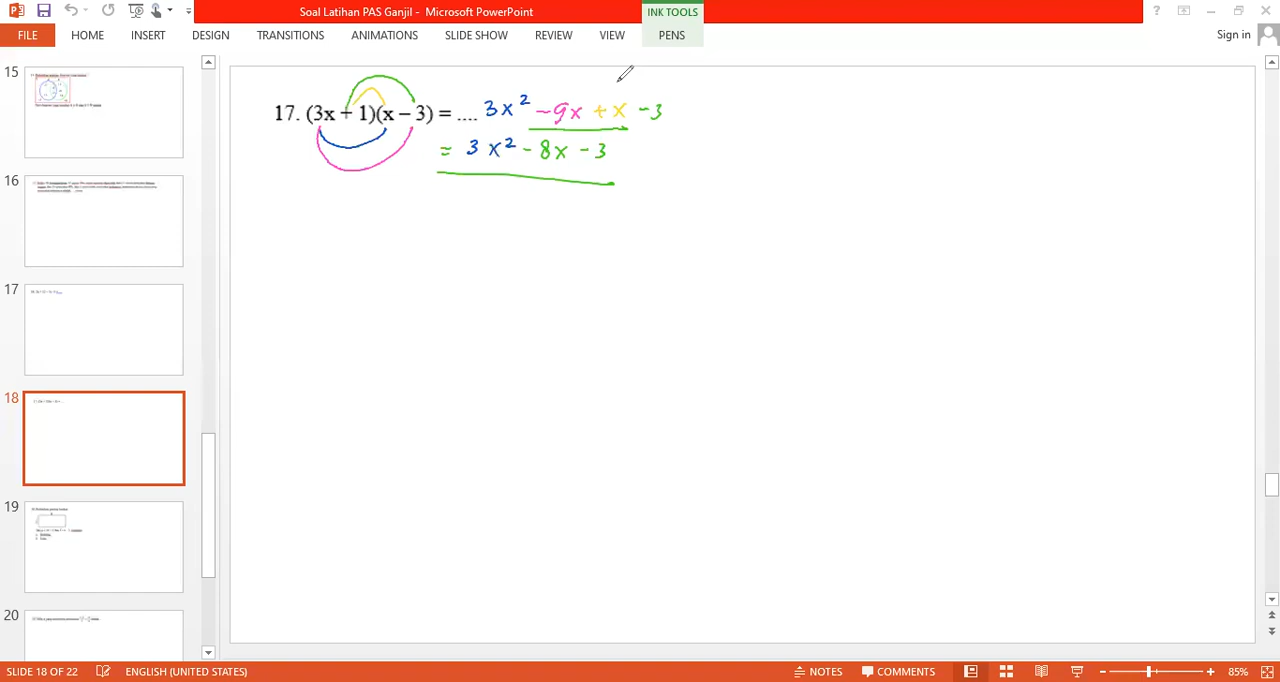 Soal Latihan PAS Ganjil - Microsoft PowerPoint
INK TOOLS
FILE HOME INSERT DESIGN TRANSITIONS ANIMATIONS SLIDE SHOW REVIEW VIEW PENS Sign in
15
16
17
18
19
20
17. (3x + 1)(x – 3) = .... 3x² -9x +x -3
= 3x² - 8x - 3
SLIDE 18 OF 22 ENGLISH (UNITED STATES) NOTES COMMENTS 85%